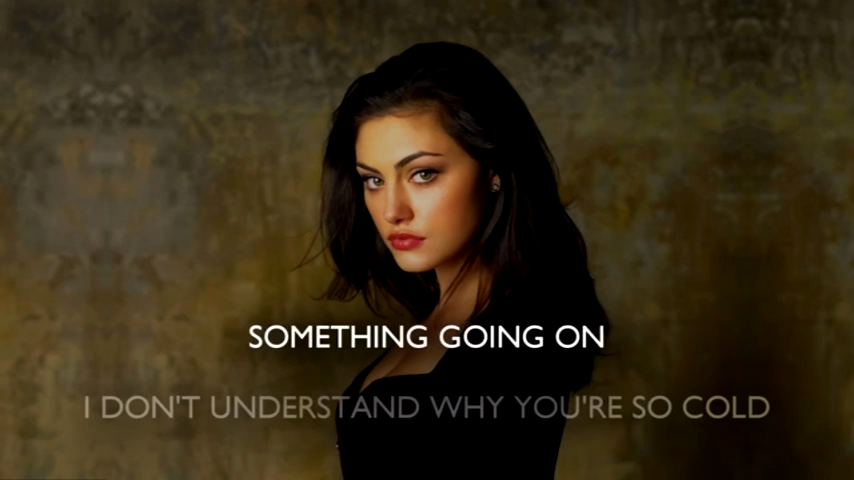 SOMETHING GOING ON
I DON'T UNDERSTAND WHY YOU'RE SO COLD